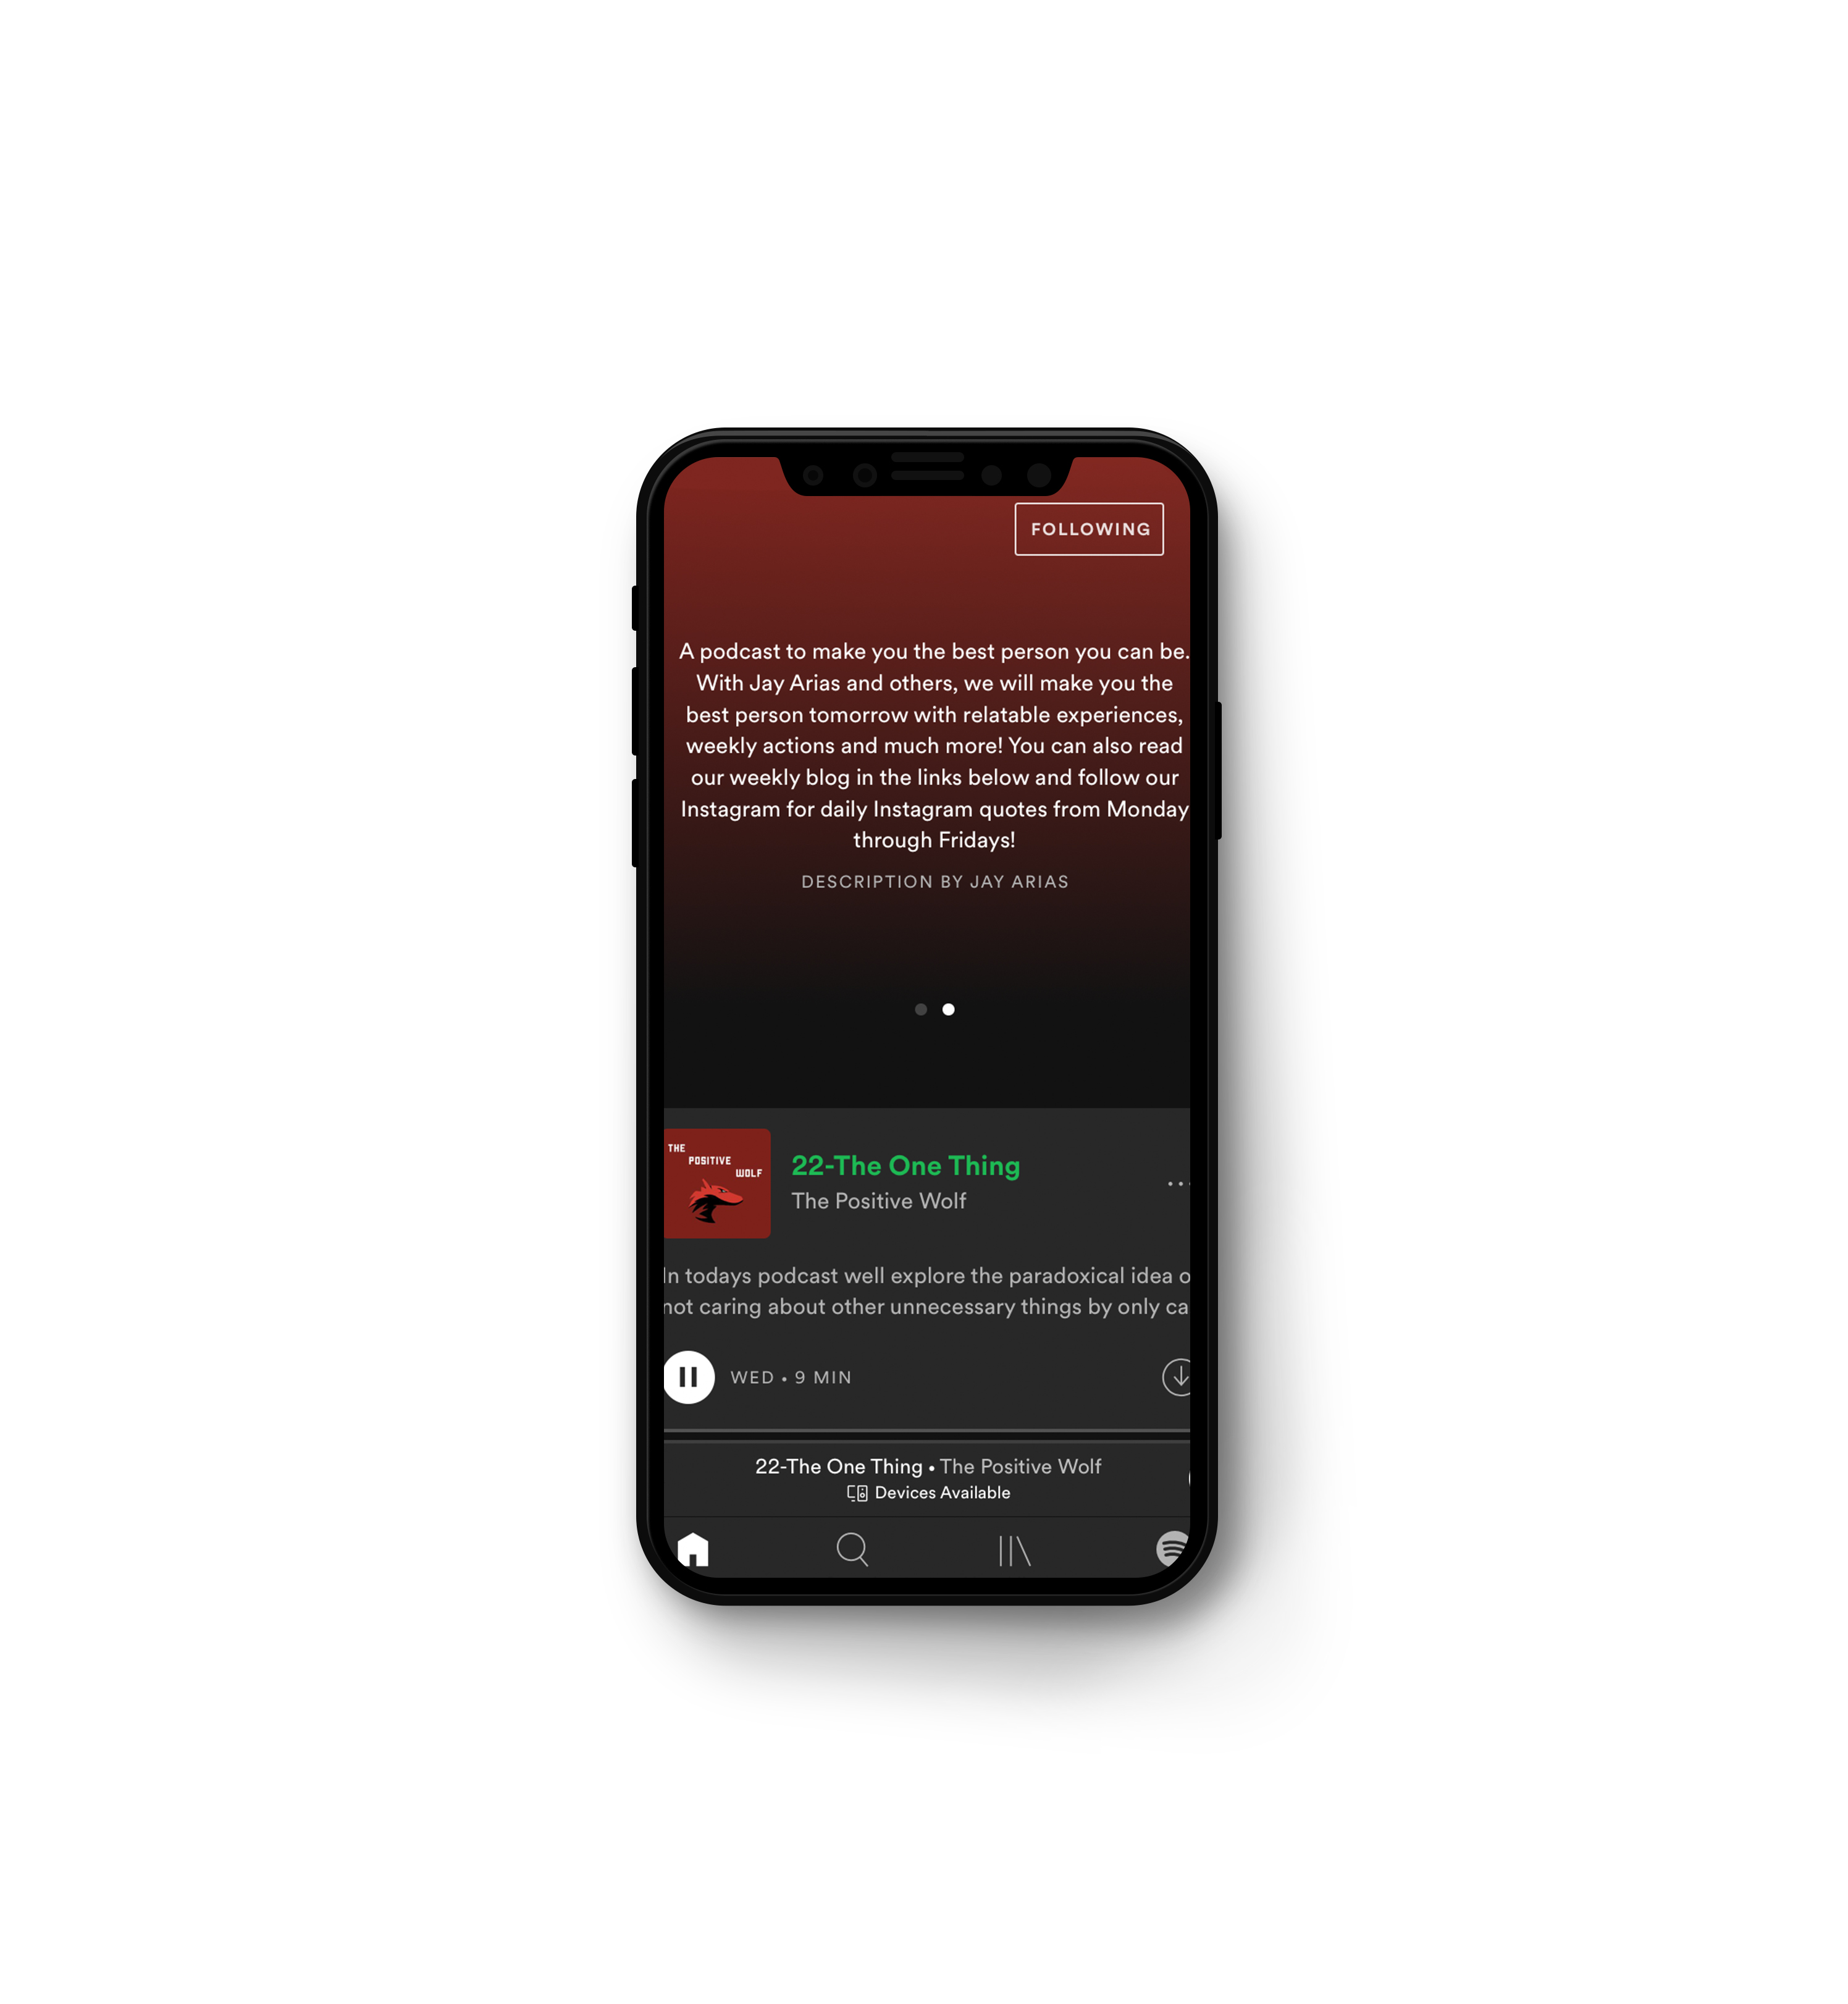 FOLLOWING
A podcast to make you the best person you can be.
With Jay Arias and others, we will make you the
best person tomorrow with relatable experiences,
weekly actions and much more! You can also read
our weekly blog in the links below and follow our
Instagram for daily Instagram quotes from Monday
through Fridays!
DESCRIPTION BY JAY ARIAS
THE
POSITIVE
WOLF
22-The One Thing
The Positive Wolf
In todays podcast well explore the paradoxical idea o
not caring about other unnecessary things by only ca
WED • 9 MIN
22-The One Thing • The Positive Wolf
Devices Available